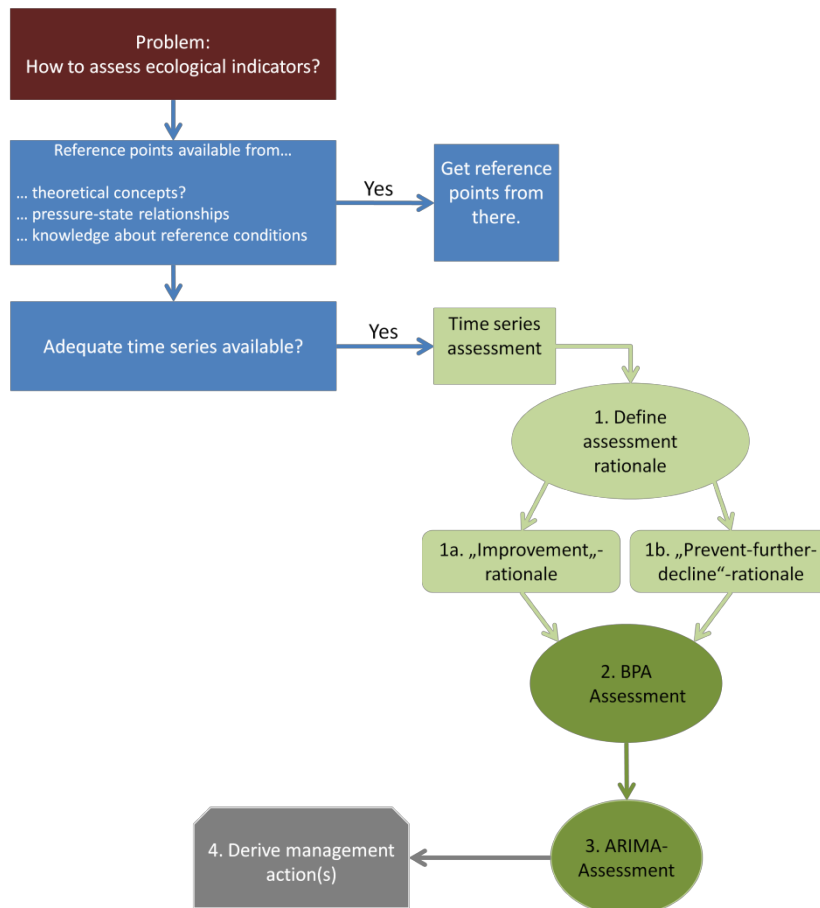 Problem:
How to assess ecological indicators?
Reference points available from...
... theoretical concepts?
... pressure-state relationships
... knowledge about reference conditions
Yes
Get reference
points from
there.
Adequate time series available?
Yes
Time series
assessment
1. Define
assessment
rationale
1a. „Improvement„-
rationale
1b. „Prevent-further-
decline“-rationale
2. BPA
Assessment
3. ARIMA-
Assessment
4. Derive management
action(s)